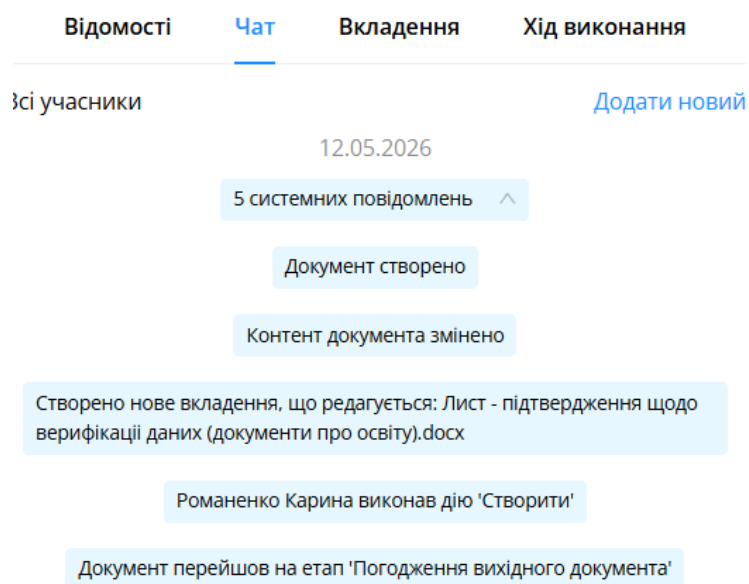 Відомості Чат Вкладення Хід виконання
Всі учасники Додати новий
12.05.2026
5 системних повідомлень
Документ створено
Контент документа змінено
Створено нове вкладення, що редагується: Лист - підтвердження щодо
верифікації даних (документи про освіту).docx
Романенко Карина виконав дію 'Створити'
Документ перейшов на етап 'Погодження вихідного документа'